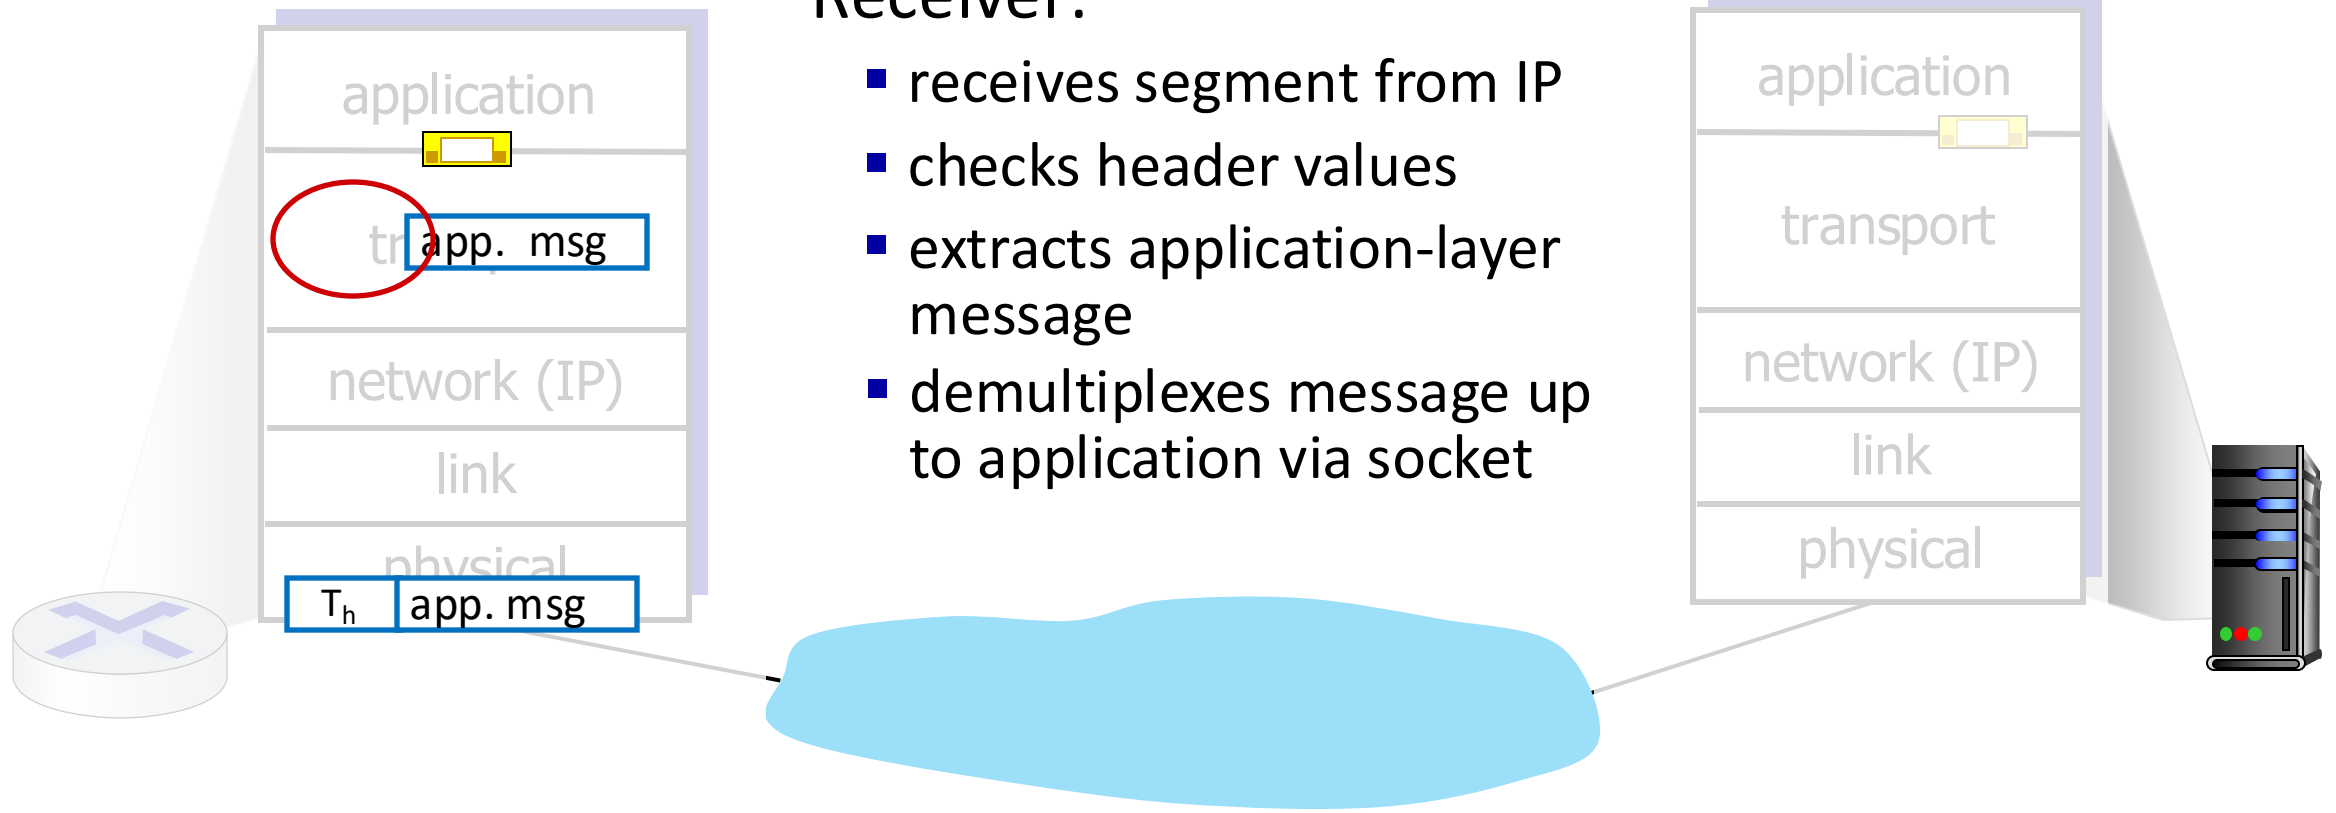 Receiver:
application
app. msg
network (IP)
link
physical
Th app. msg
▪ receives segment from IP
▪ checks header values
▪ extracts application-layer
message
▪ demultiplexes message up
to application via socket
application
transport
network (IP)
link
physical